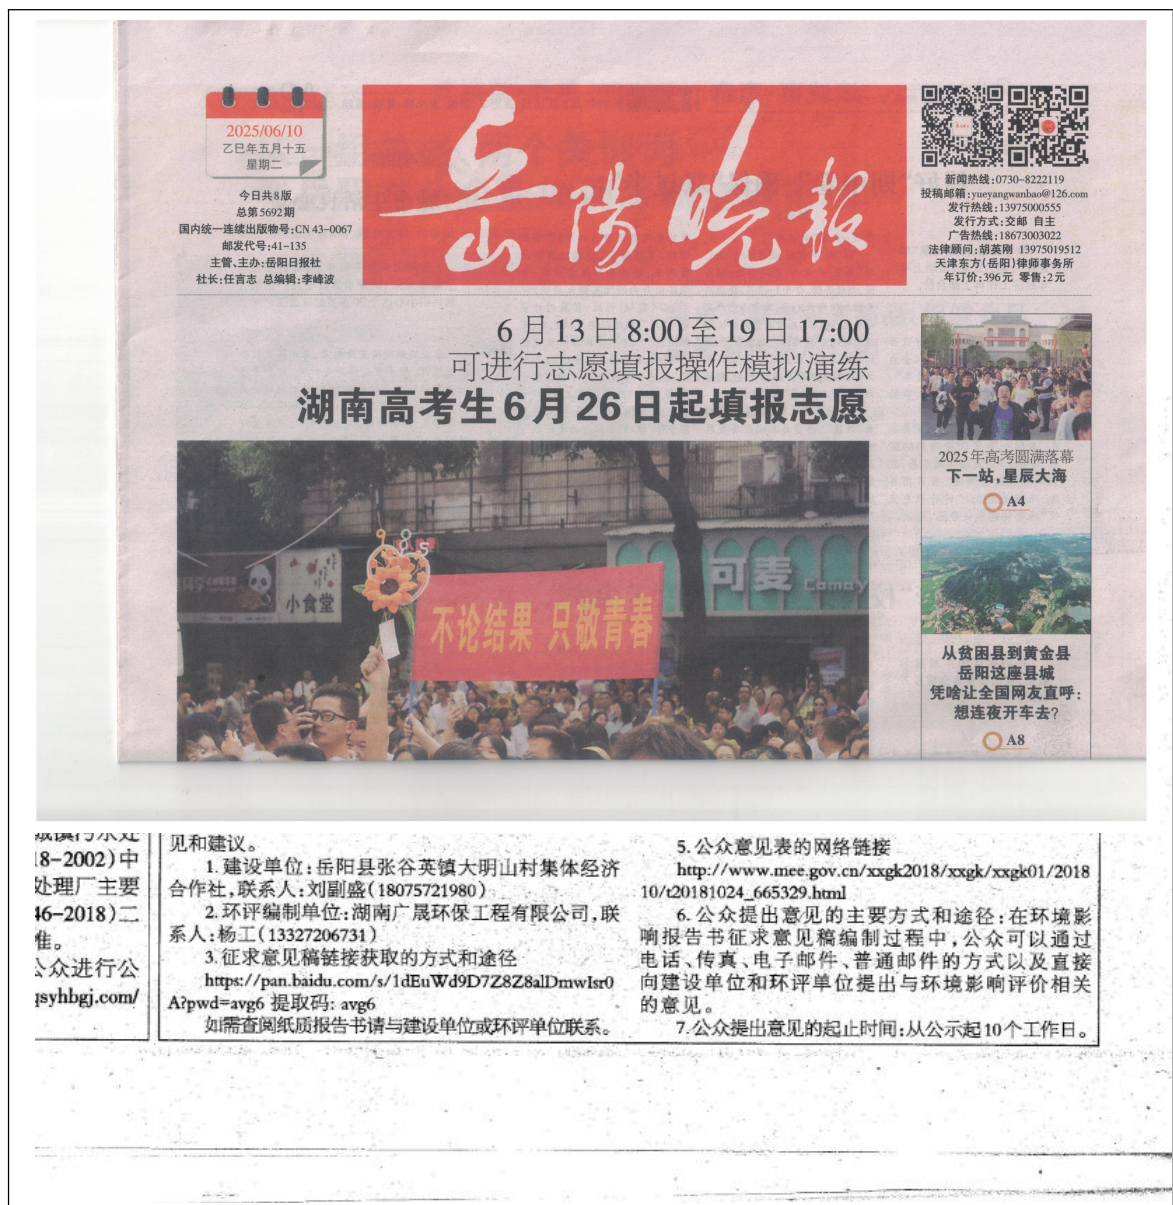 2025/06/10
乙巳年五月十五
星期二
今日共8版
总第5692期
国内统一连续出版物号:CN 43-0067
邮发代号:41-135
主管、主办:岳阳日报社
社长:任言志 总编辑:李峰波
岳陽晚報
新闻热线:0730-8222119
投稿邮箱:yueyangwanbao@126.com
发行热线:13975000555
发行方式:交邮 自主
广告热线:18673003022
法律顾问:胡英刚 13975019512
天津东方(岳阳)律师事务所
年订价:396元 零售:2元
6月13日8:00至19日17:00
可进行志愿填报操作模拟演练
湖南高考生6月26日起填报志愿
小食堂
可麦
Comay
不论结果 只敬青春
2025年高考圆满落幕
下一站,星辰大海
A4
从贫困县到黄金县
岳阳这座县城
凭啥让全国网友直呼:
想连夜开车去?
A8
18-2002)中
处理厂主要
46-2018)二
准。
公众进行公
qsyhbgj.com/
见和建议。
1.建设单位:岳阳县张谷英镇大明山村集体经济
合作社,联系人:刘副盛(18075721980)
2.环评编制单位:湖南广晟环保工程有限公司,联
系人:杨工(13327206731)
3.征求意见稿链接获取的方式和途径
https://pan.baidu.com/s/1dEuWd9D7Z8Z8alDmwIsr0
A?pwd=avg6 提取码: avg6
如需查阅纸质报告书请与建设单位或环评单位联系。
5.公众意见表的网络链接
http://www.mee.gov.cn/xxgk2018/xxgk/xxgk01/2018
10/t20181024_665329.html
6.公众提出意见的主要方式和途径:在环境影
响报告书征求意见稿编制过程中,公众可以通过
电话、传真、电子邮件、普通邮件的方式以及直接
向建设单位和环评单位提出与环境影响评价相关
的意见。
7.公众提出意见的起止时间:从公示起10个工作日。